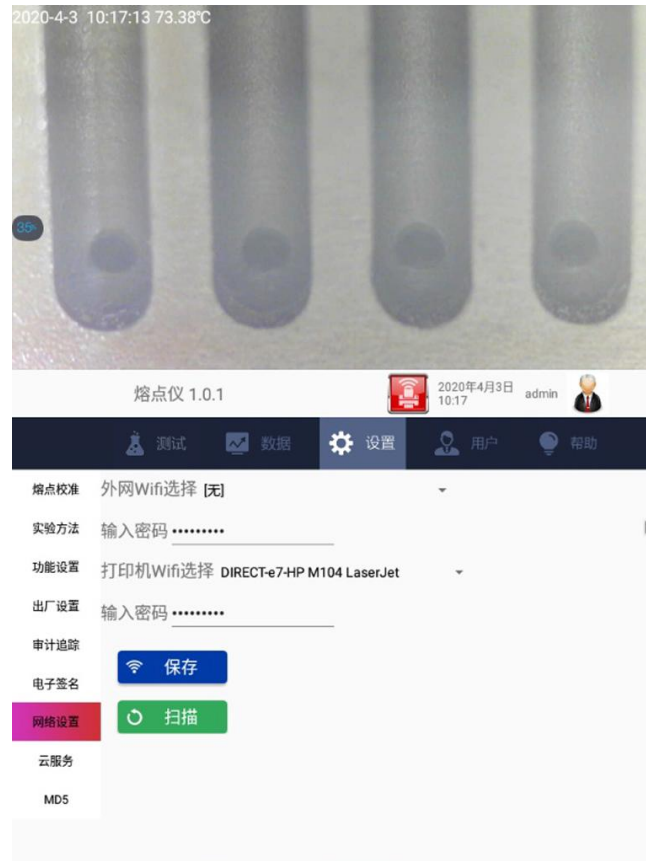 2020-4-3 10:17:13 73.38℃
熔点仪 1.0.1
2020年4月3日
10:17
admin
测试 数据 设置 用户 帮助
熔点校准
外网Wifi选择 [无]
实验方法
输入密码 •••••••••
功能设置
打印机Wifi选择 DIRECT-e7-HP M104 LaserJet
出厂设置
输入密码 •••••••••
审计追踪
保存
电子签名
网络设置
扫描
云服务
MD5